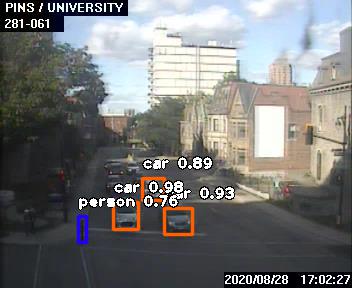 PINS / UNIVERSITY
281-061
car 0.89
car 0.98
car 0.93
person 0.76
2020/08/28 17:02:27